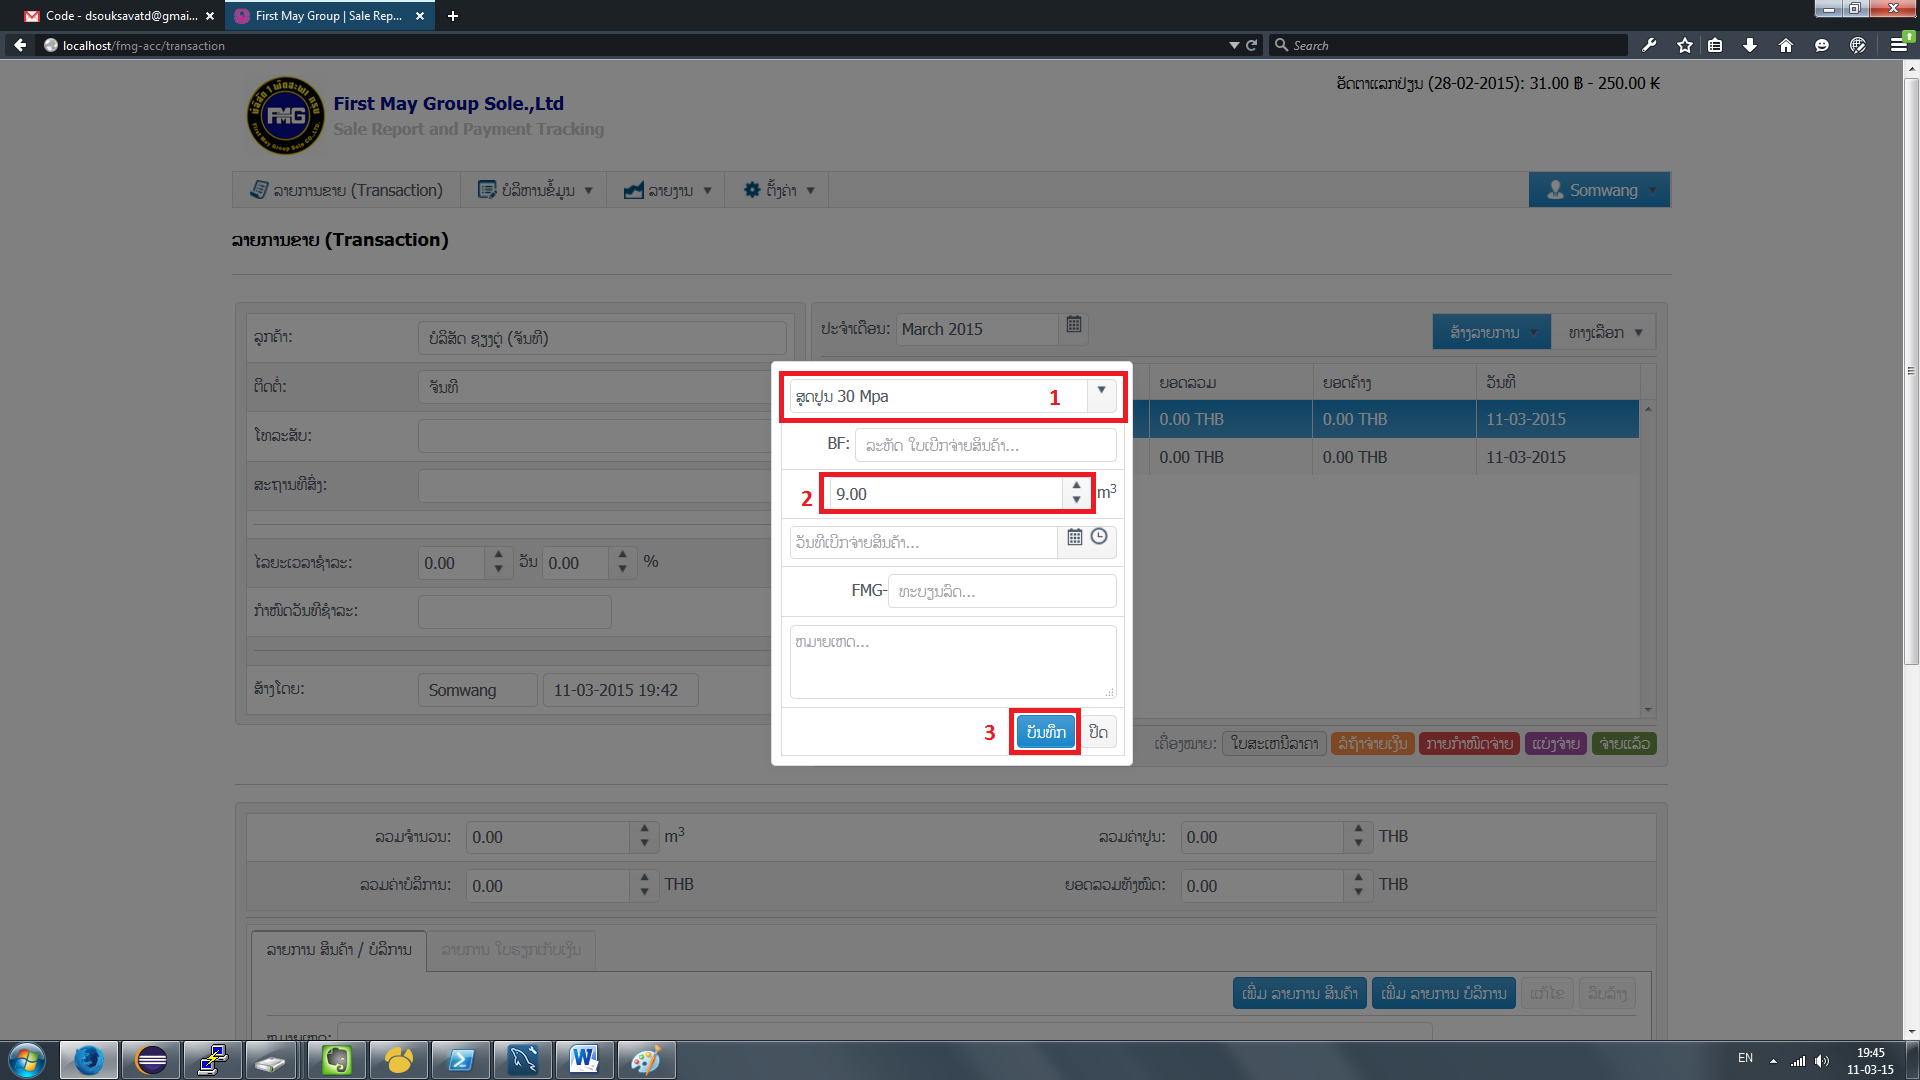 Code - dsouksavatd@gmai...
First May Group | Sale Rep...
localhost/fmg-acc/transaction
Search
First May Group Sole.,Ltd
Sale Report and Payment Tracking
FMG
ອັດຕາແລກປ່ຽນ (28-02-2015): 31.00 ฿ - 250.00 ₭
ລາຍການຂາຍ (Transaction)
ບໍລິຫານຂໍ້ມູນ
ລາຍງານ
ຕັ້ງຄ່າ
Somwang
ລາຍການຂາຍ (Transaction)
ລູກຄ້າ: ບໍລິສັດ ຊຽງຕູ່ (ຈັນທີ)
ຕິດຕໍ່: ຈັນທີ
ໂທລະສັບ:
ສະຖານທີ່ສົ່ງ:
ໄລຍະເວລາຊຳລະ: 0.00 ວັນ 0.00 %
ກຳໜົດວັນທີຊຳລະ:
ສ້າງໂດຍ: Somwang 11-03-2015 19:42
ປະຈຳເດືອນ: March 2015
ສ້າງລາຍການ
ທາງເລືອກ
ຍອດລວມ ຍອດຄ້າງ ວັນທີ
0.00 THB 0.00 THB 11-03-2015
0.00 THB 0.00 THB 11-03-2015
ສູດປູນ 30 Mpa 1
BF: ລະຫັດ ໃບເບີກຈ່າຍສິນຄ້າ...
2 9.00 m3
ວັນທີເບີກຈ່າຍສິນຄ້າ...
FMG- ທະບຽນລົດ...
ຫມາຍເຫດ...
3 ບັນທຶກ ປິດ
ເຄື່ອງໝາຍ: ໃບສະເຫນີລາຄາ ລໍຖ້າຈ່າຍເງິນ ກາຍກຳໜົດຈ່າຍ ແບ່ງຈ່າຍ ຈ່າຍແລ້ວ
ລວມຈຳນວນ: 0.00 m3
ລວມຄ່າປູນ: 0.00 THB
ລວມຄ່າບໍລິການ: 0.00 THB
ຍອດລວມທັງໝົດ: 0.00 THB
ລາຍການ ສິນຄ້າ / ບໍລິການ
ລາຍການ ໃບຮຽກເກັບເງິນ
ເພີ່ມ ລາຍການ ສິນຄ້າ
ເພີ່ມ ລາຍການ ບໍລິການ
ແກ້ໄຂ
ລຶບລ້າງ
ຫມາຍເຫດ:
EN
19:45
11-03-15